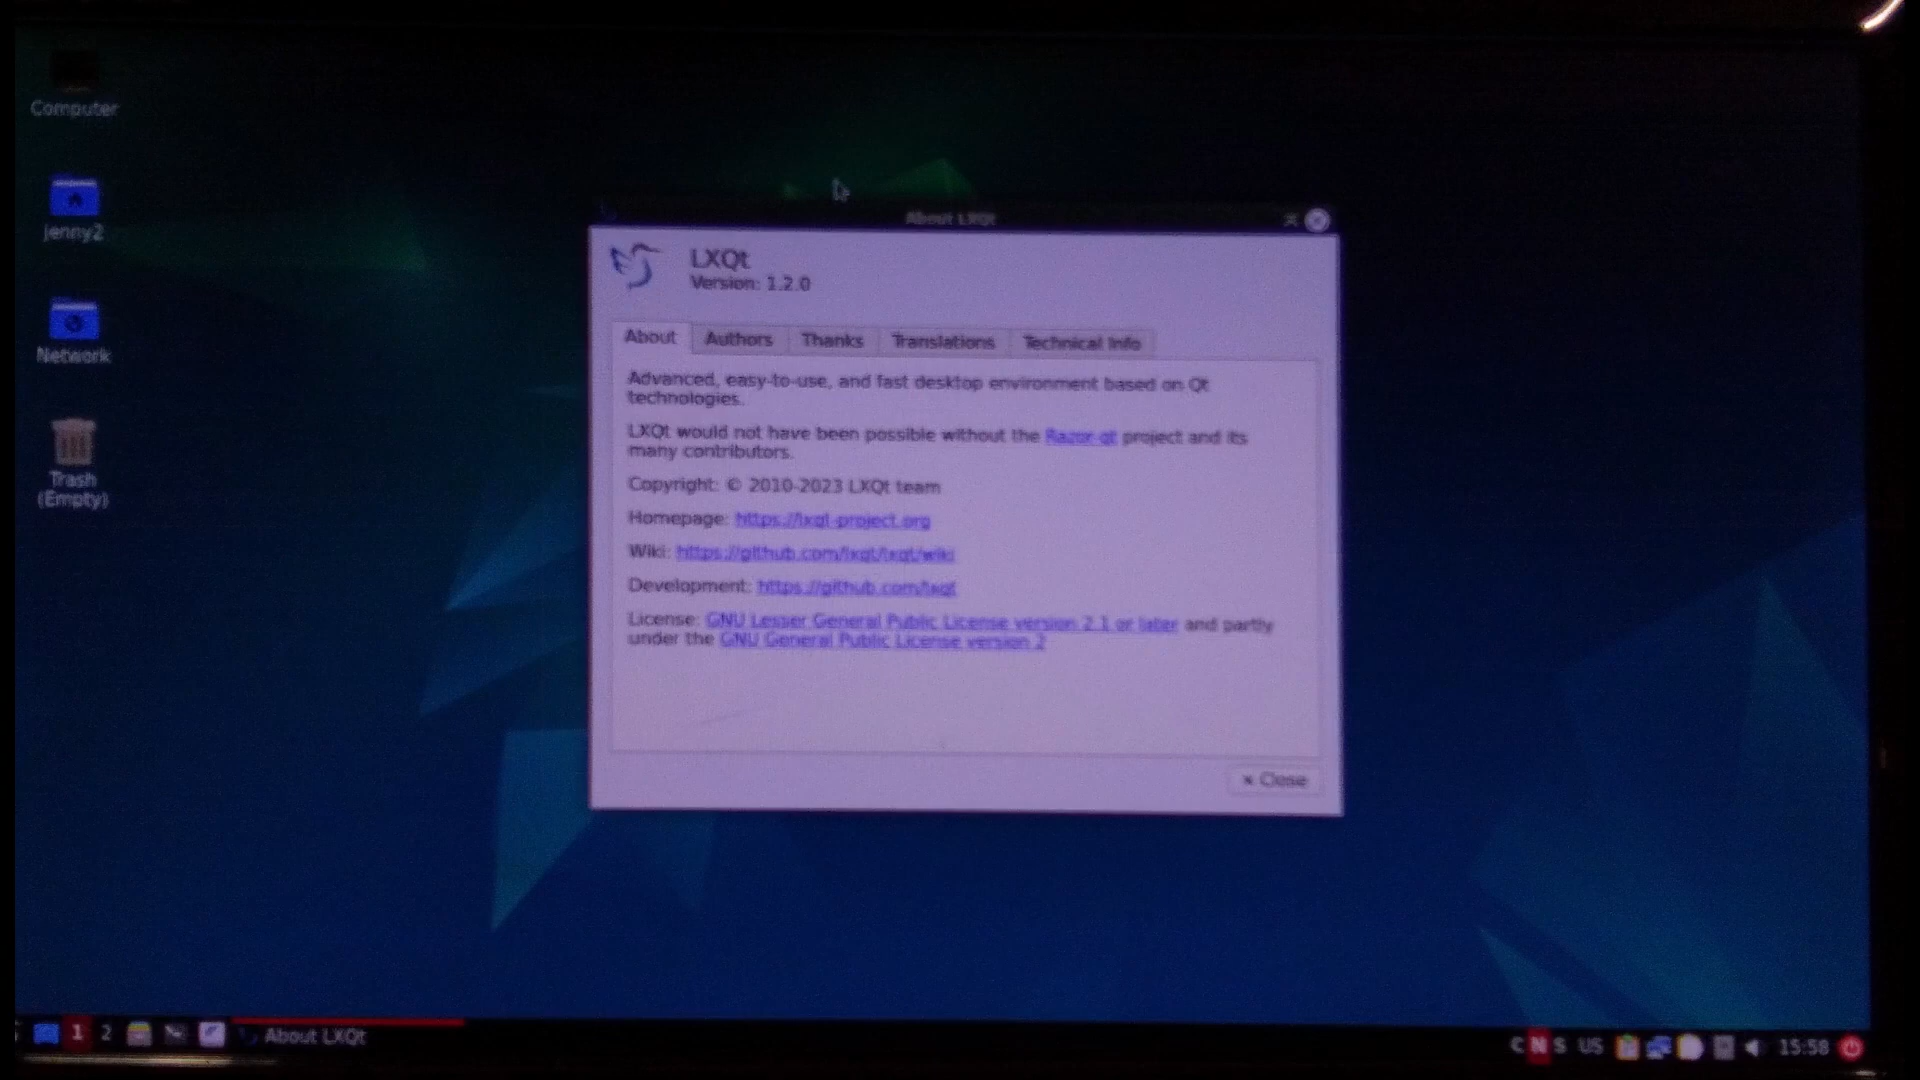 Computer
jenny2
Network
Trash
(Empty)
About LXQt
LXQt
Version: 1.2.0
About Authors Thanks Translations Technical Info
Advanced, easy-to-use, and fast desktop environment based on Qt
technologies.
LXQt would not have been possible without the Razor-qt project and its
many contributors.
Copyright: © 2010-2023 LXQt team
Homepage: https://lxqt-project.org
Wiki: https://github.com/lxqt/lxqt/wiki
Development: https://github.com/lxqt
License: GNU Lesser General Public License version 2.1 or later and partly
under the GNU General Public License version 2
Close
1 2 About LXQt
C N S US 15:58